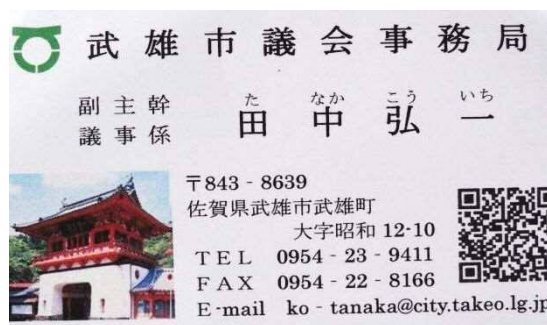 武雄市議会事務局
副主幹
議事係
た なか こう いち
田中弘一
〒843‐8639
佐賀県武雄市武雄町
大字昭和 12-10
TEL 0954‐23‐9411
FAX 0954‐22‐8166
E-mail ko‐tanaka@city.takeo.lg.jp